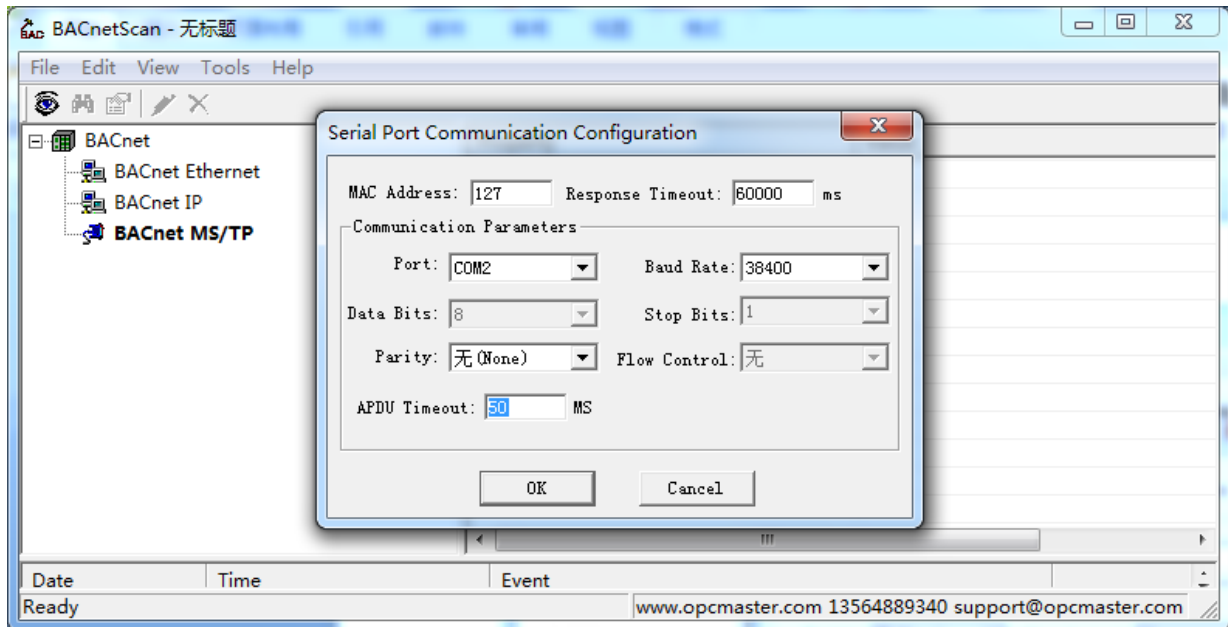 BACnetScan - 无标题
File Edit View Tools Help
BACnet
BACnet Ethernet
BACnet IP
BACnet MS/TP
Serial Port Communication Configuration
MAC Address: 127 Response Timeout: 60000 ms
Communication Parameters
Port: COM2 Baud Rate: 38400
Data Bits: 8 Stop Bits: 1
Parity: 无(None) Flow Control: 无
APDU Timeout: 50 MS
OK Cancel
Date Time Event
Ready www.opcmaster.com 13564889340 support@opcmaster.com